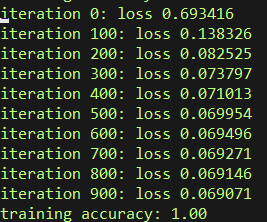 iteration 0: loss 0.693416
iteration 100: loss 0.138326
iteration 200: loss 0.082525
iteration 300: loss 0.073797
iteration 400: loss 0.071013
iteration 500: loss 0.069954
iteration 600: loss 0.069496
iteration 700: loss 0.069271
iteration 800: loss 0.069146
iteration 900: loss 0.069071
training accuracy: 1.00